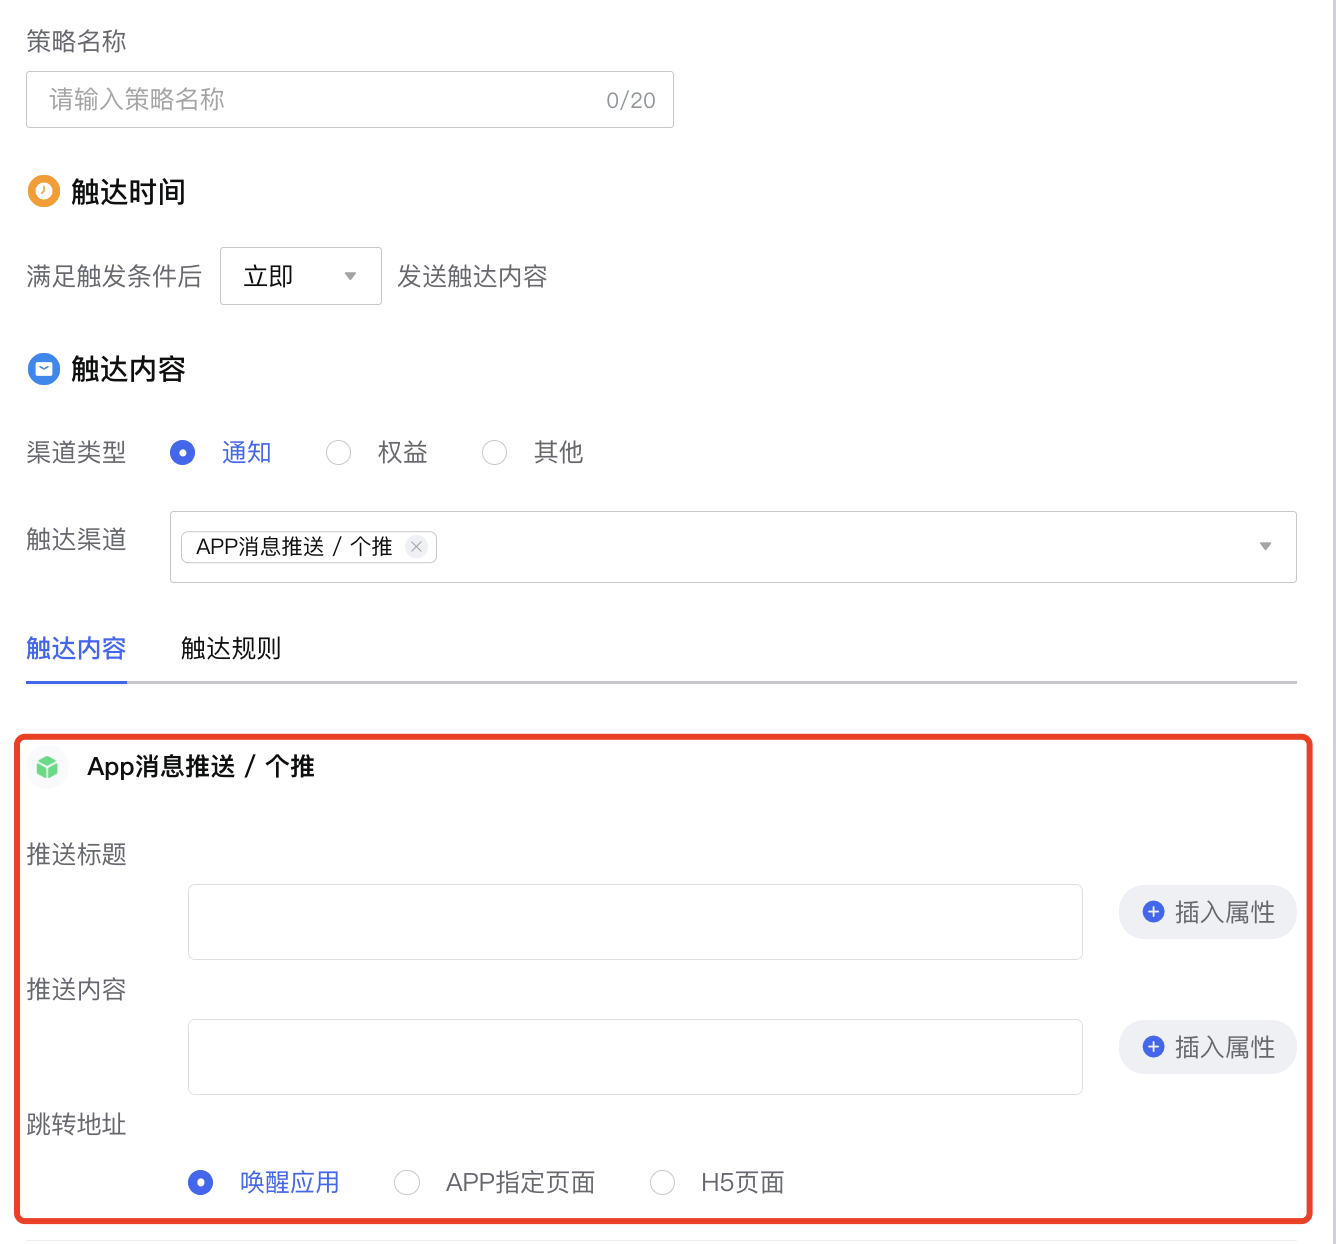 策略名称
请输入策略名称 0/20
触达时间
满足触发条件后 立即 发送触达内容
触达内容
渠道类型 通知 权益 其他
触达渠道 APP消息推送 / 个推
触达内容 触达规则
App消息推送 / 个推
推送标题
插入属性
推送内容
插入属性
跳转地址
唤醒应用 APP指定页面 H5页面